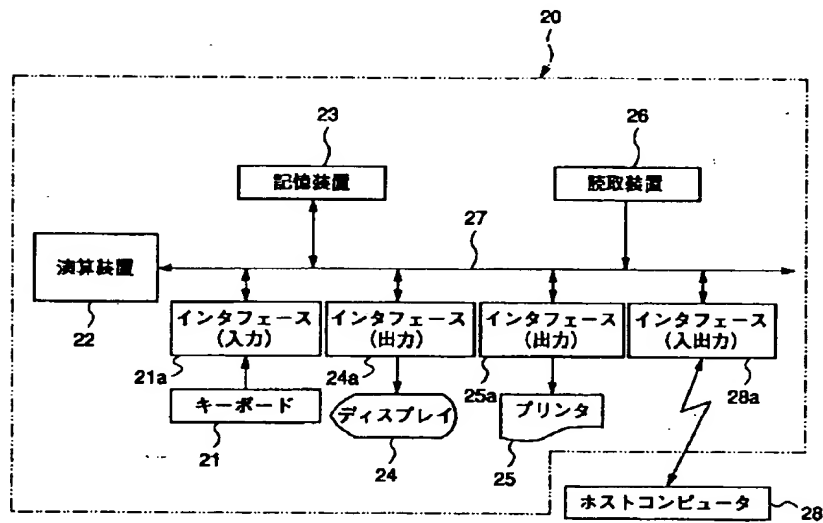 20
23
26
記憶装置
読取装置
27
演算装置
22
インタフェース
(入力)
インタフェース
(出力)
インタフェース
(出力)
インタフェース
(入出力)
21a
24a
25a
28a
キーボード
ディスプレイ
プリンタ
21
24
25
ホストコンピュータ
28